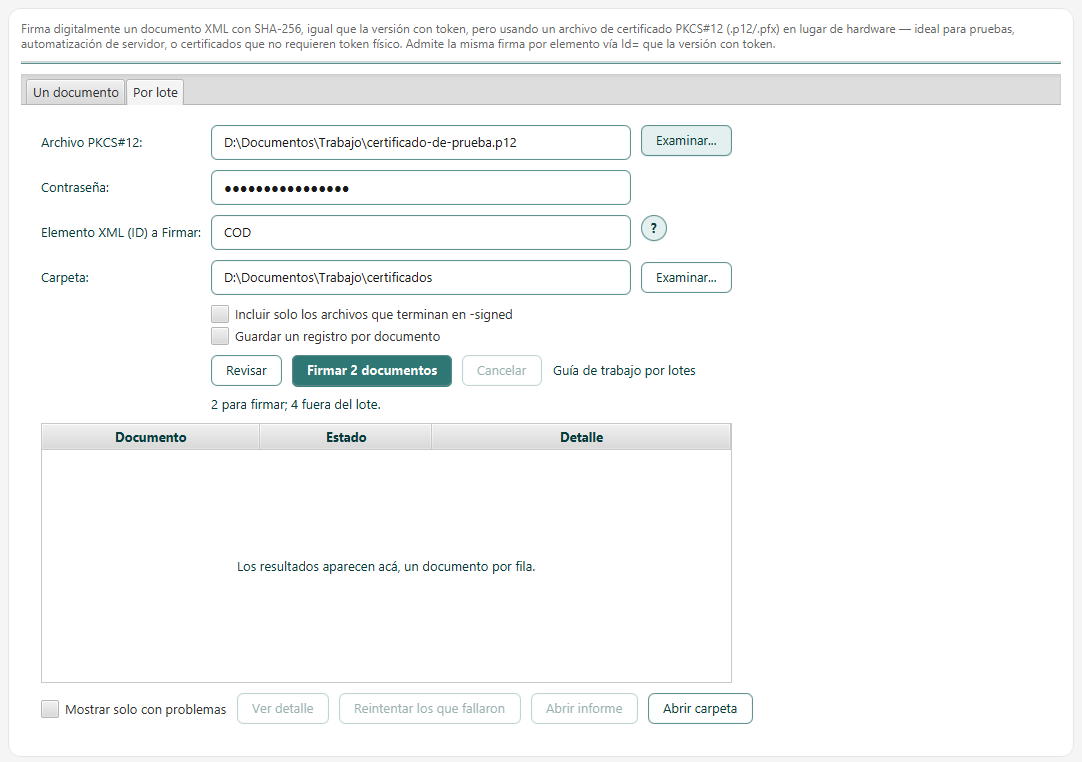 Firma digitalmente un documento XML con SHA-256, igual que la versión con token, pero usando un archivo de certificado PKCS#12 (.p12/.pfx) en lugar de hardware — ideal para pruebas,
automatización de servidor, o certificados que no requieren token físico. Admite la misma firma por elemento vía Id= que la versión con token.
Un documento Por lote
Archivo PKCS#12: D:\Documentos\Trabajo\certificado-de-prueba.p12 Examinar...
Contraseña: ●●●●●●●●●●●●●●●●
Elemento XML (ID) a Firmar: COD ?
Carpeta: D:\Documentos\Trabajo\certificados Examinar...
Incluir solo los archivos que terminan en -signed
Guardar un registro por documento
Revisar Firmar 2 documentos Cancelar Guía de trabajo por lotes
2 para firmar; 4 fuera del lote.
Documento Estado Detalle
Los resultados aparecen acá, un documento por fila.
Mostrar solo con problemas Ver detalle Reintentar los que fallaron Abrir informe Abrir carpeta